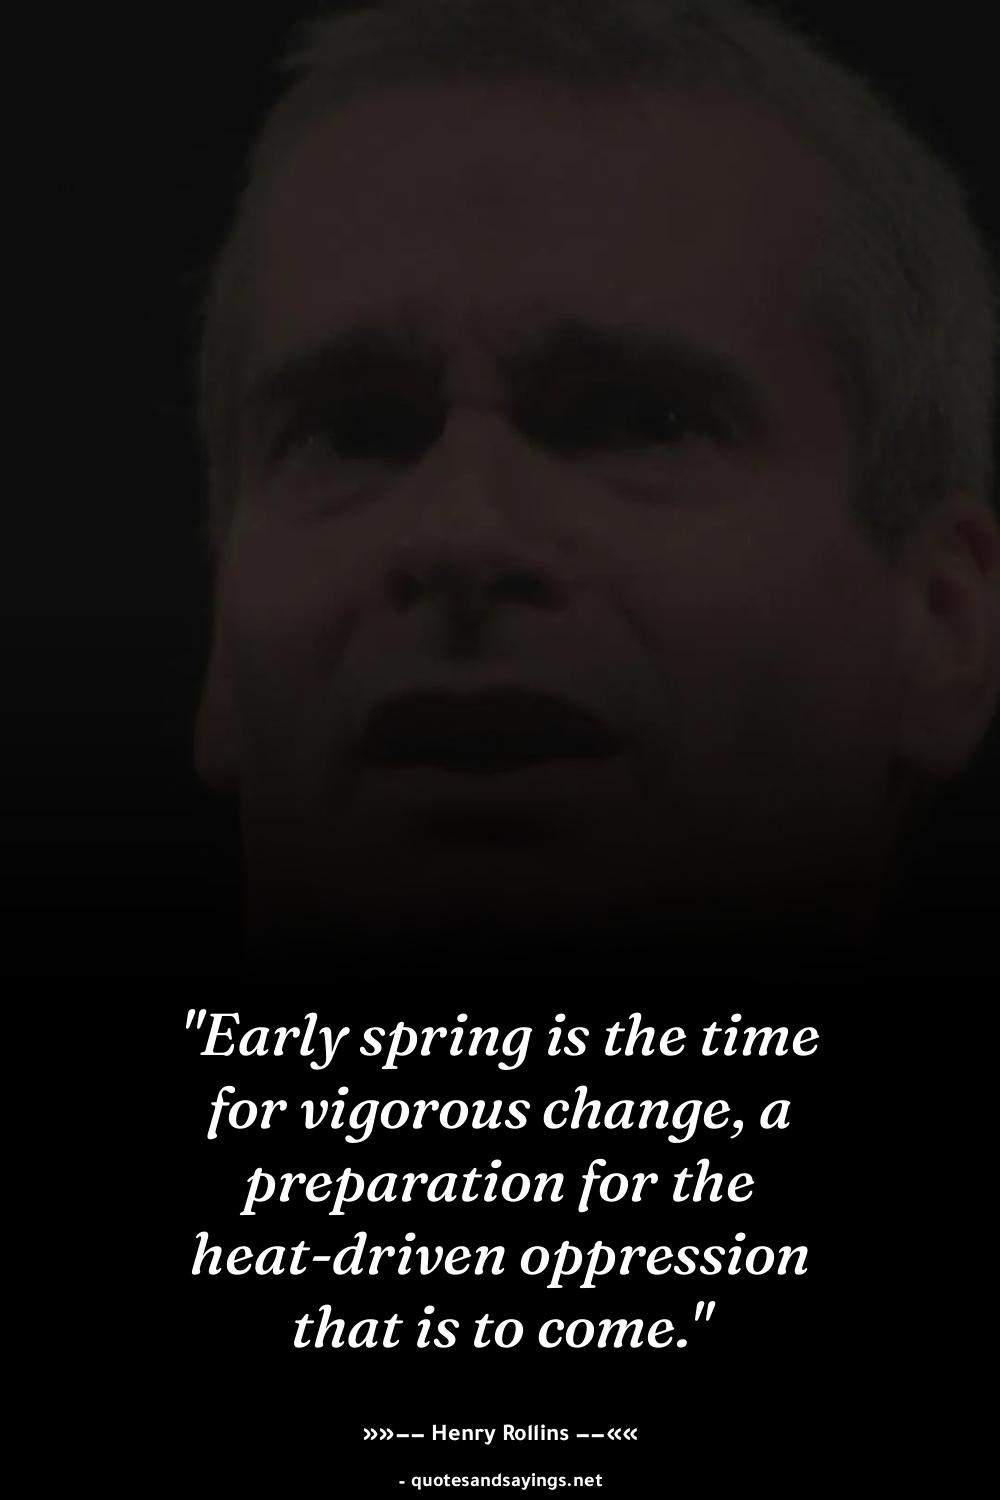 "Early spring is the time
for vigorous change, a
preparation for the
heat-driven oppression
that is to come."
»»–– Henry Rollins ––««
- quotesandsayings.net